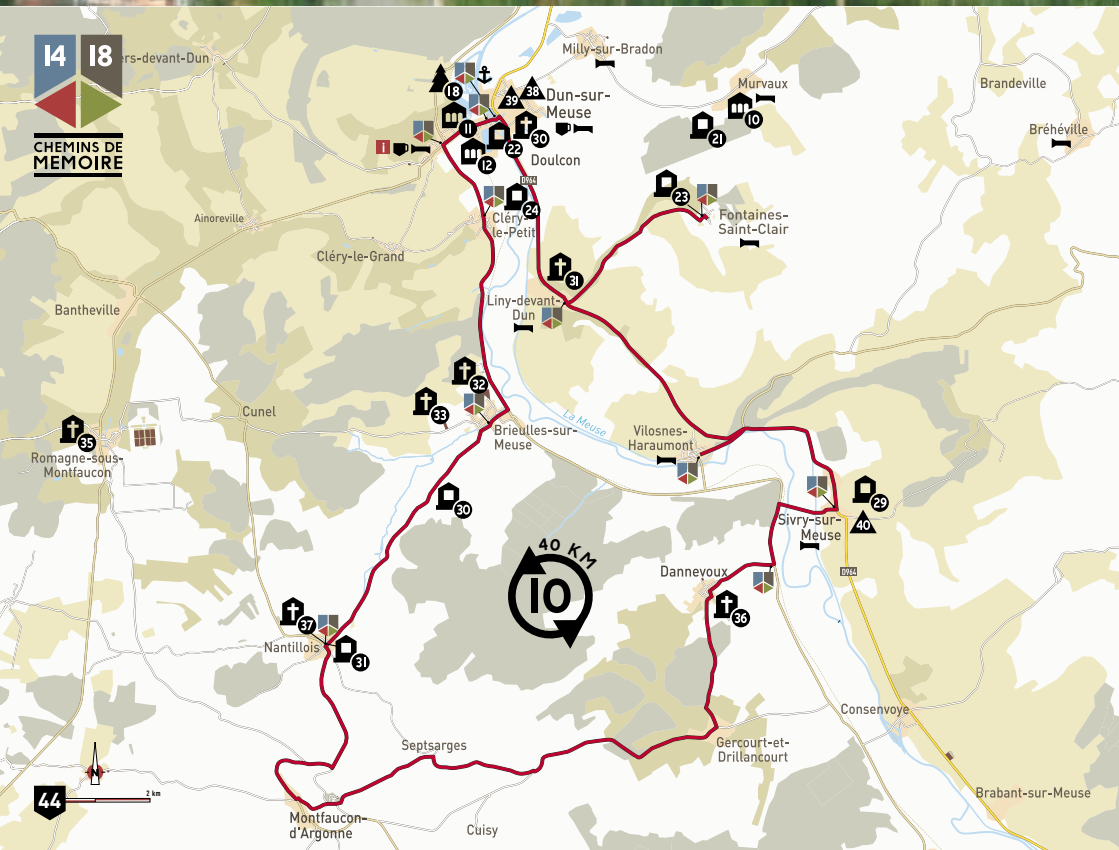 14 18
CHEMINS DE
MEMOIRE
ers-devant-Dun
Milly-sur-Bradon
Murvaux
10
21
Brandeville
Bréhéville
18
38
39
Dun-sur-
Meuse
11
22
30
12
i
Doulcon
D964
24
23
Fontaines-
Saint-Clair
Ainoreville
Cléry-
le-Petit
Cléry-le-Grand
31
Liny-devant-
Dun
Bantheville
32
33
Cunel
La Meuse
Brieulles-sur-
Meuse
Vilosnes-
Haraumont
35
Romagne-sous-
Montfaucon
30
29
40
Sivry-sur-
Meuse
40 KM
10
D964
Dannevoux
36
37
Nantillois
31
Consenvoye
Septsarges
Gercourt-et-
Drillancourt
N
44
2 km
Brabant-sur-Meuse
Montfaucon-
d'Argonne
Cuisy